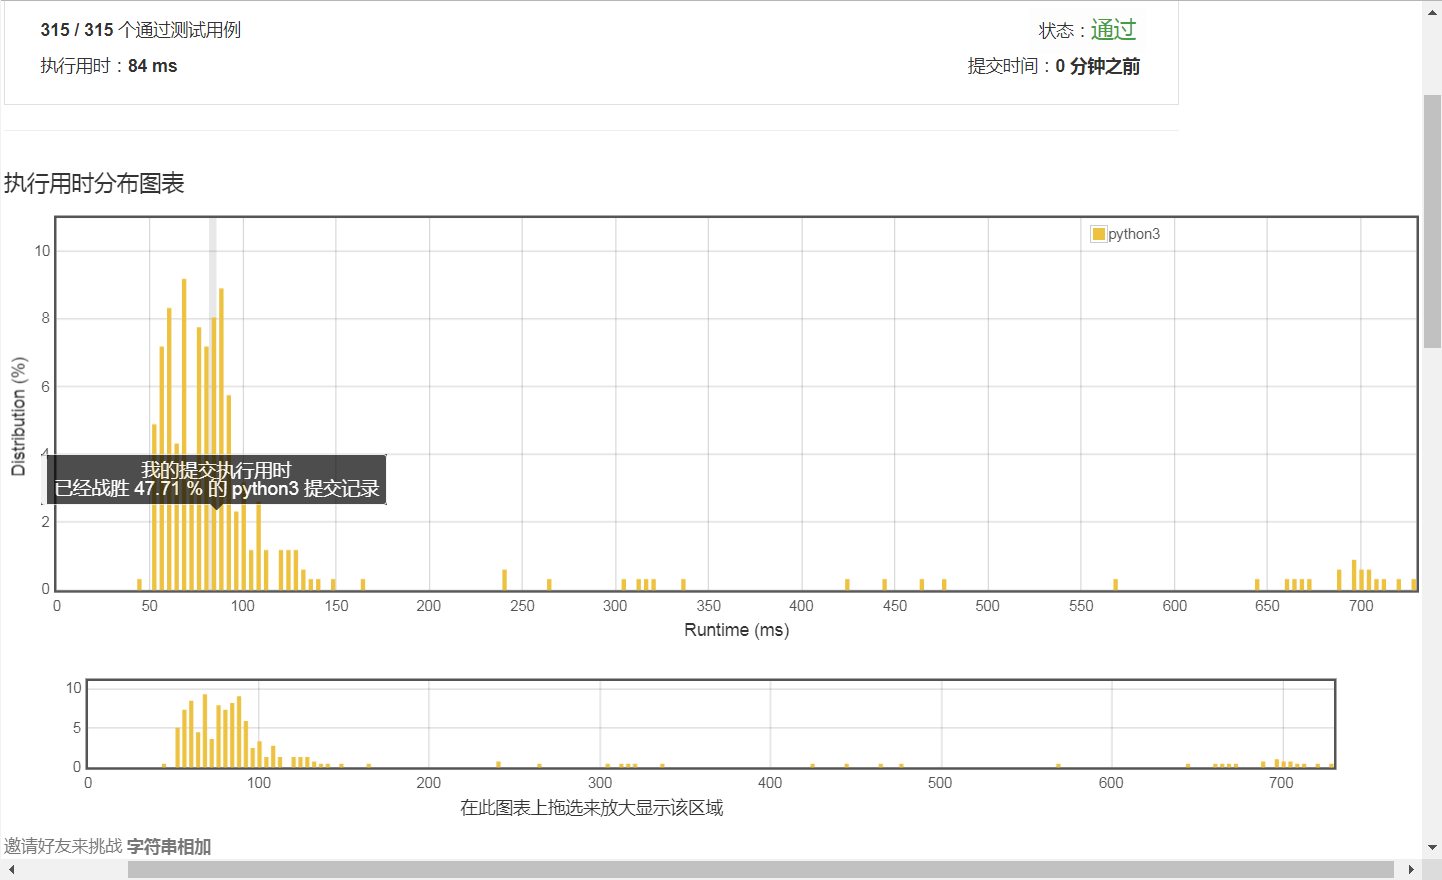 315 / 315 个通过测试用例
状态：通过
执行用时：84 ms
提交时间：0 分钟之前
执行用时分布图表
python3
10
8
6
4
2
0
Distribution (%)
我的提交执行用时
已经战胜 47.71 % 的 python3 提交记录
0 50 100 150 200 250 300 350 400 450 500 550 600 650 700
Runtime (ms)
10
5
0
0 100 200 300 400 500 600 700
在此图表上拖选来放大显示该区域
邀请好友来挑战 字符串相加